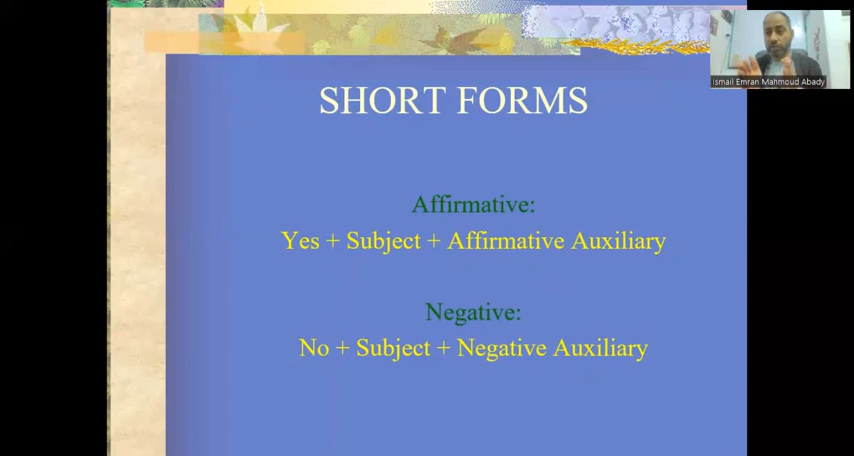 SHORT FORMS
Ismail Emran Mahmoud Abady
Affirmative:
Yes + Subject + Affirmative Auxiliary
Negative:
No + Subject + Negative Auxiliary